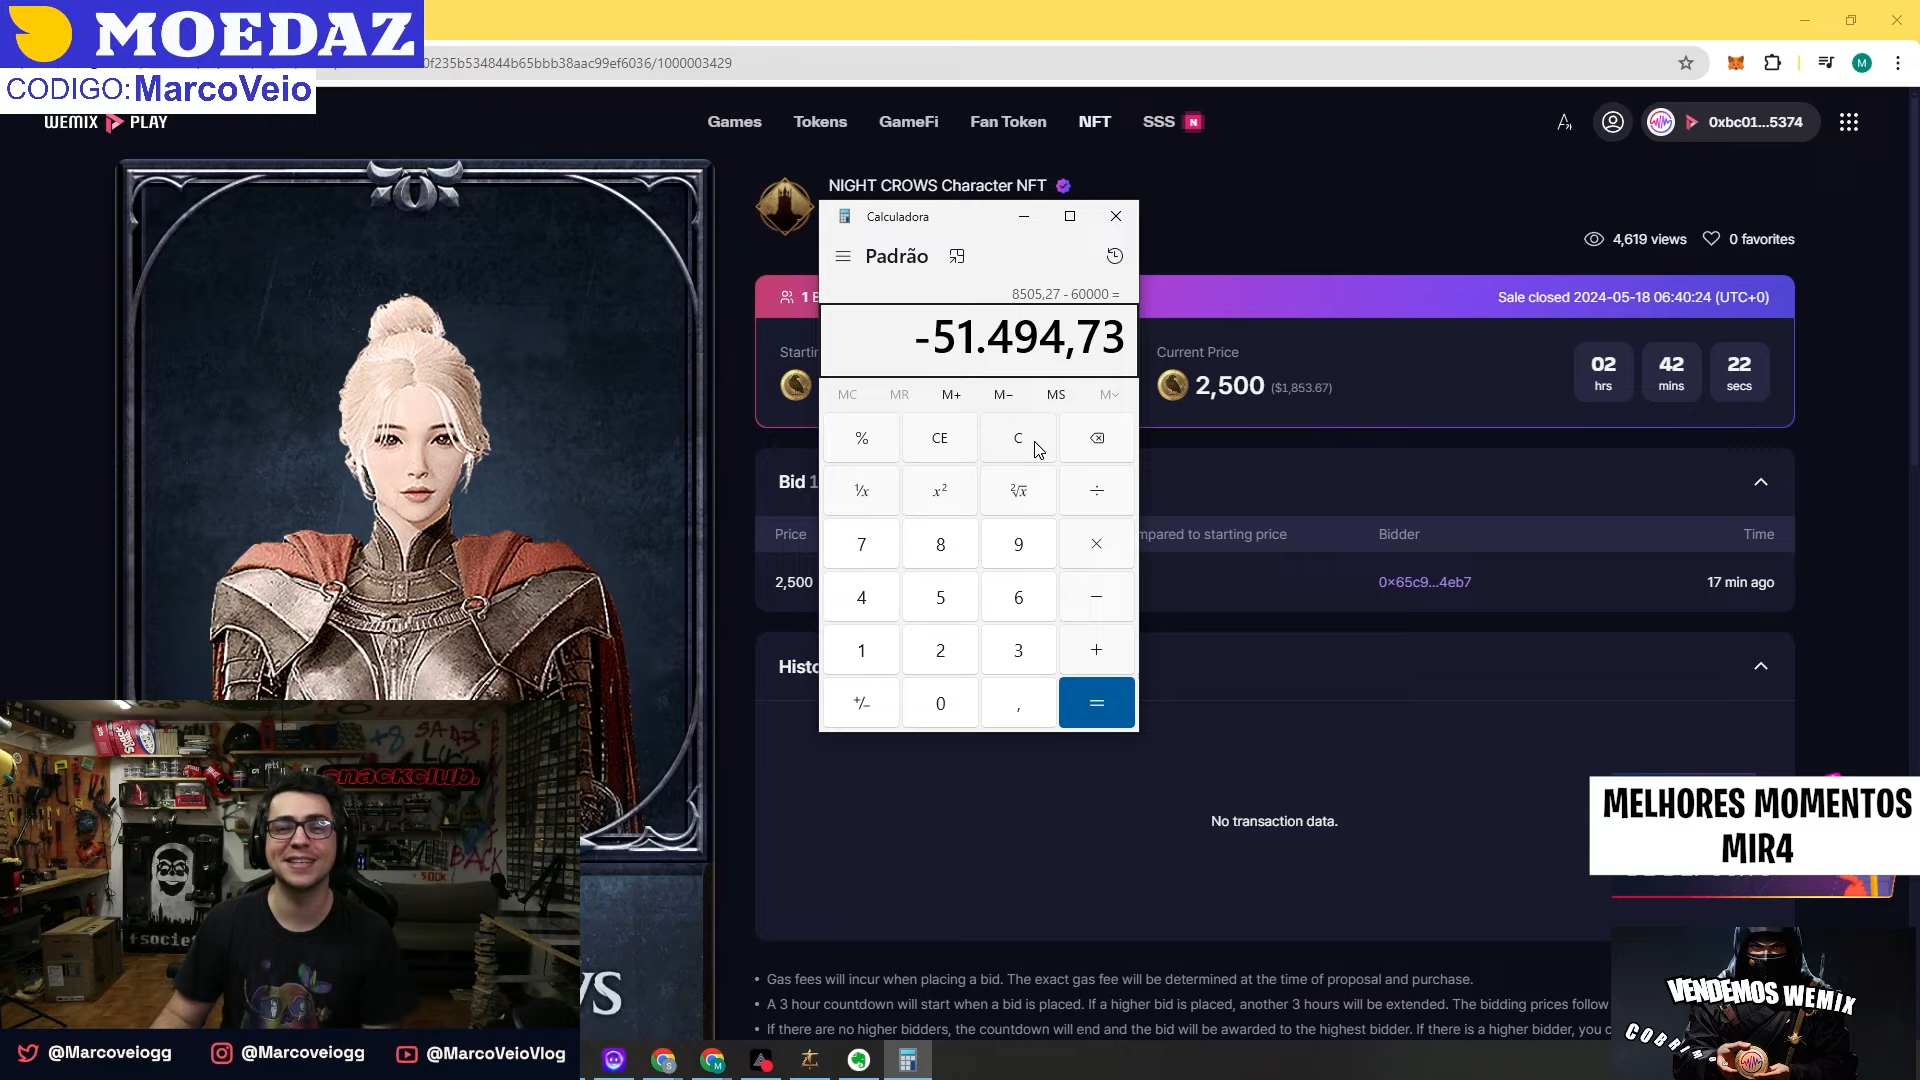 MOEDAZ
CODIGO:MarcoVeio
0f235b534844b65bbb38aac99ef6036/1000003429
M
WEMIX PLAY
Games
Tokens
GameFi
Fan Token
NFT
SSS N
0xbc01...5374
NIGHT CROWS Character NFT
4,619 views
0 favorites
Calculadora
Padrão
8505,27 - 60000 =
-51.494,73
MC MR M+ M− MS M
% CE C
⅟x x² ²√x ÷
7 8 9 ×
4 5 6 −
1 2 3 +
+/− 0 , =
Sale closed 2024-05-18 06:40:24 (UTC+0)
Current Price
2,500 ($1,853.67)
02 42 22
hrs mins secs
Bid 1
Price
mpared to starting price
Bidder
Time
2,500
0x65c9...4eb7
17 min ago
No transaction data.
• Gas fees will incur when placing a bid. The exact gas fee will be determined at the time of proposal and purchase.
• A 3 hour countdown will start when a bid is placed. If a higher bid is placed, another 3 hours will be extended. The bidding prices follow
• If there are no higher bidders, the countdown will end and the bid will be awarded to the highest bidder. If there is a higher bidder, you c
MELHORES MOMENTOS
MIR4
VENDEMOS WEMIX
snackclub.
@Marcoveiogg
@Marcoveiogg
@MarcoVeioVlog